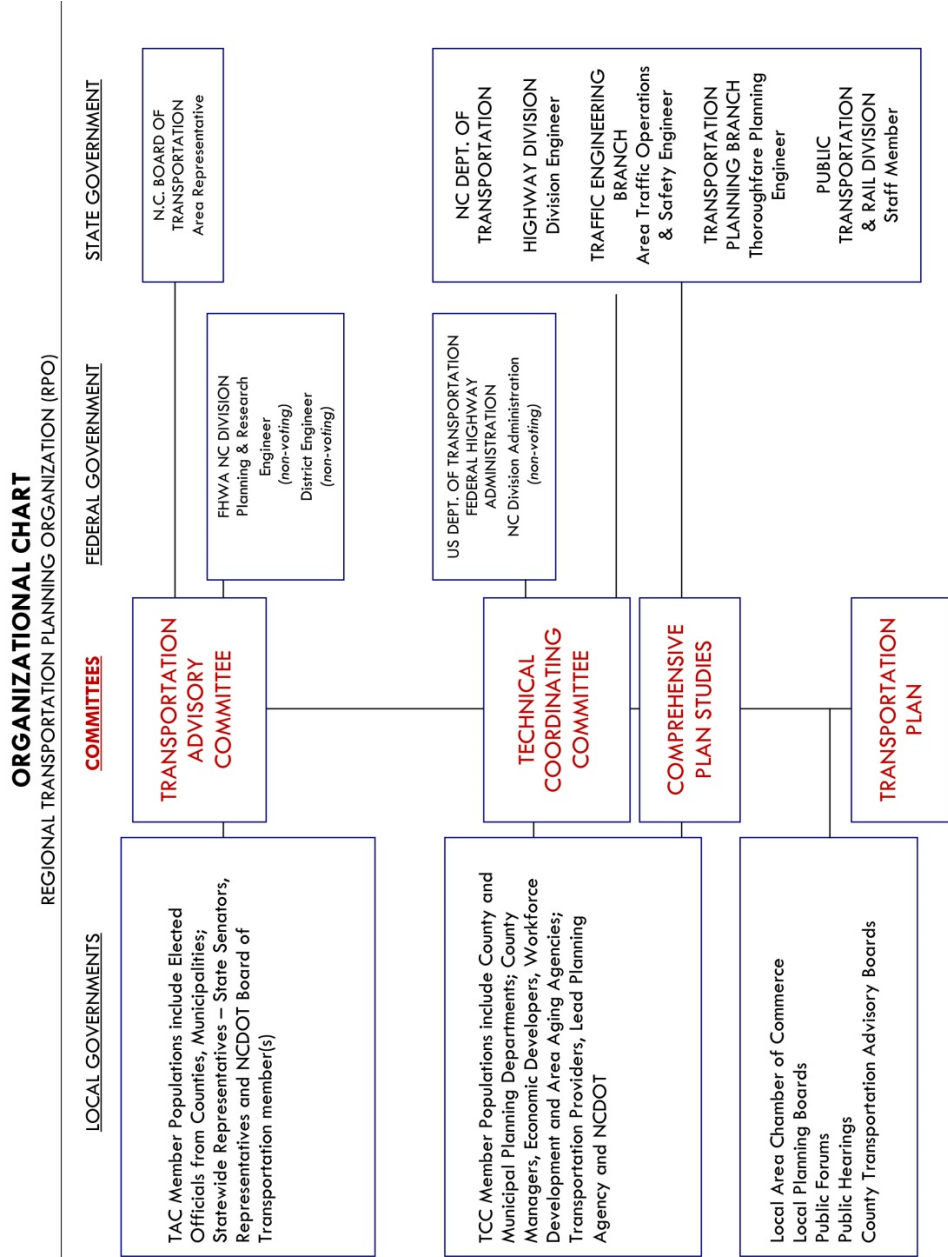 ORGANIZATIONAL CHART
REGIONAL TRANSPORTATION PLANNING ORGANIZATION (RPO)
LOCAL GOVERNMENTS
COMMITTEES
FEDERAL GOVERNMENT
STATE GOVERNMENT
TAC Member Populations include Elected
Officials from Counties, Municipalities;
Statewide Representatives – State Senators,
Representatives and NCDOT Board of
Transportation member(s)
TRANSPORTATION
ADVISORY
COMMITTEE
FHWA NC DIVISION
Planning & Research
Engineer
(non-voting)
District Engineer
(non-voting)
N.C. BOARD OF
TRANSPORTATION
Area Representative
TCC Member Populations include County and
Municipal Planning Departments; County
Managers, Economic Developers, Workforce
Development and Area Aging Agencies;
Transportation Providers, Lead Planning
Agency and NCDOT
TECHNICAL
COORDINATING
COMMITTEE
US DEPT. OF TRANSPORTATION
FEDERAL HIGHWAY
ADMINISTRATION
NC Division Administration
(non-voting)
NC DEPT. OF
TRANSPORTATION
HIGHWAY DIVISION
Division Engineer
TRAFFIC ENGINEERING
BRANCH
Area Traffic Operations
& Safety Engineer
TRANSPORTATION
PLANNING BRANCH
Thoroughfare Planning
Engineer
PUBLIC
TRANSPORTATION
& RAIL DIVISION
Staff Member
COMPREHENSIVE
PLAN STUDIES
Local Area Chamber of Commerce
Local Planning Boards
Public Forums
Public Hearings
County Transportation Advisory Boards
TRANSPORTATION
PLAN